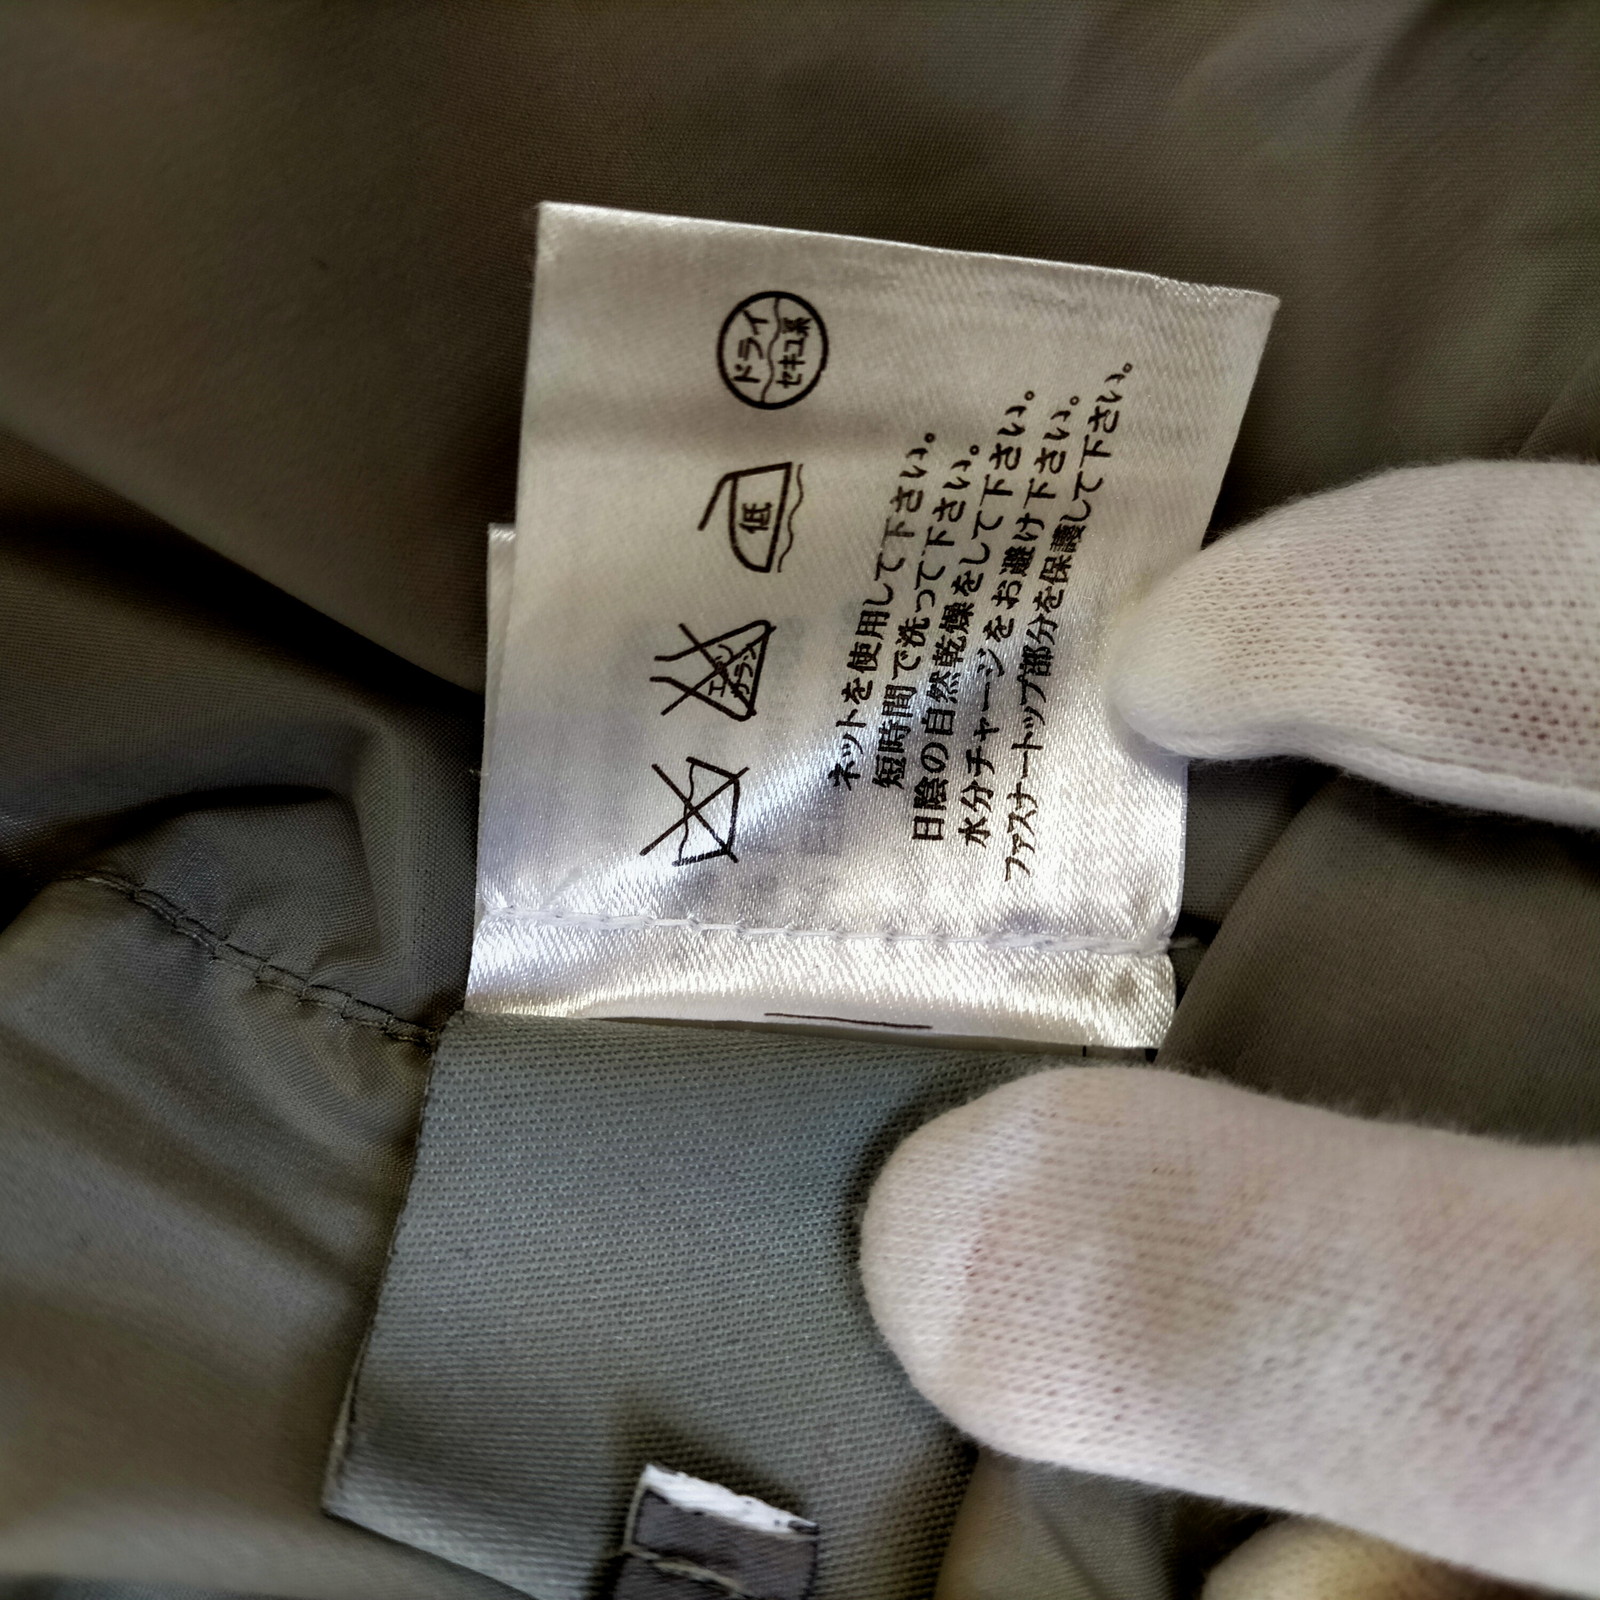 エンソ
サラシ
低
ドライ
セキユ系
ネットを使用して下さい。
短時間で洗って下さい。
日陰の自然乾燥をして下さい。
水分チャージをお避け下さい。
ファスナートップ部分を保護して下さい。